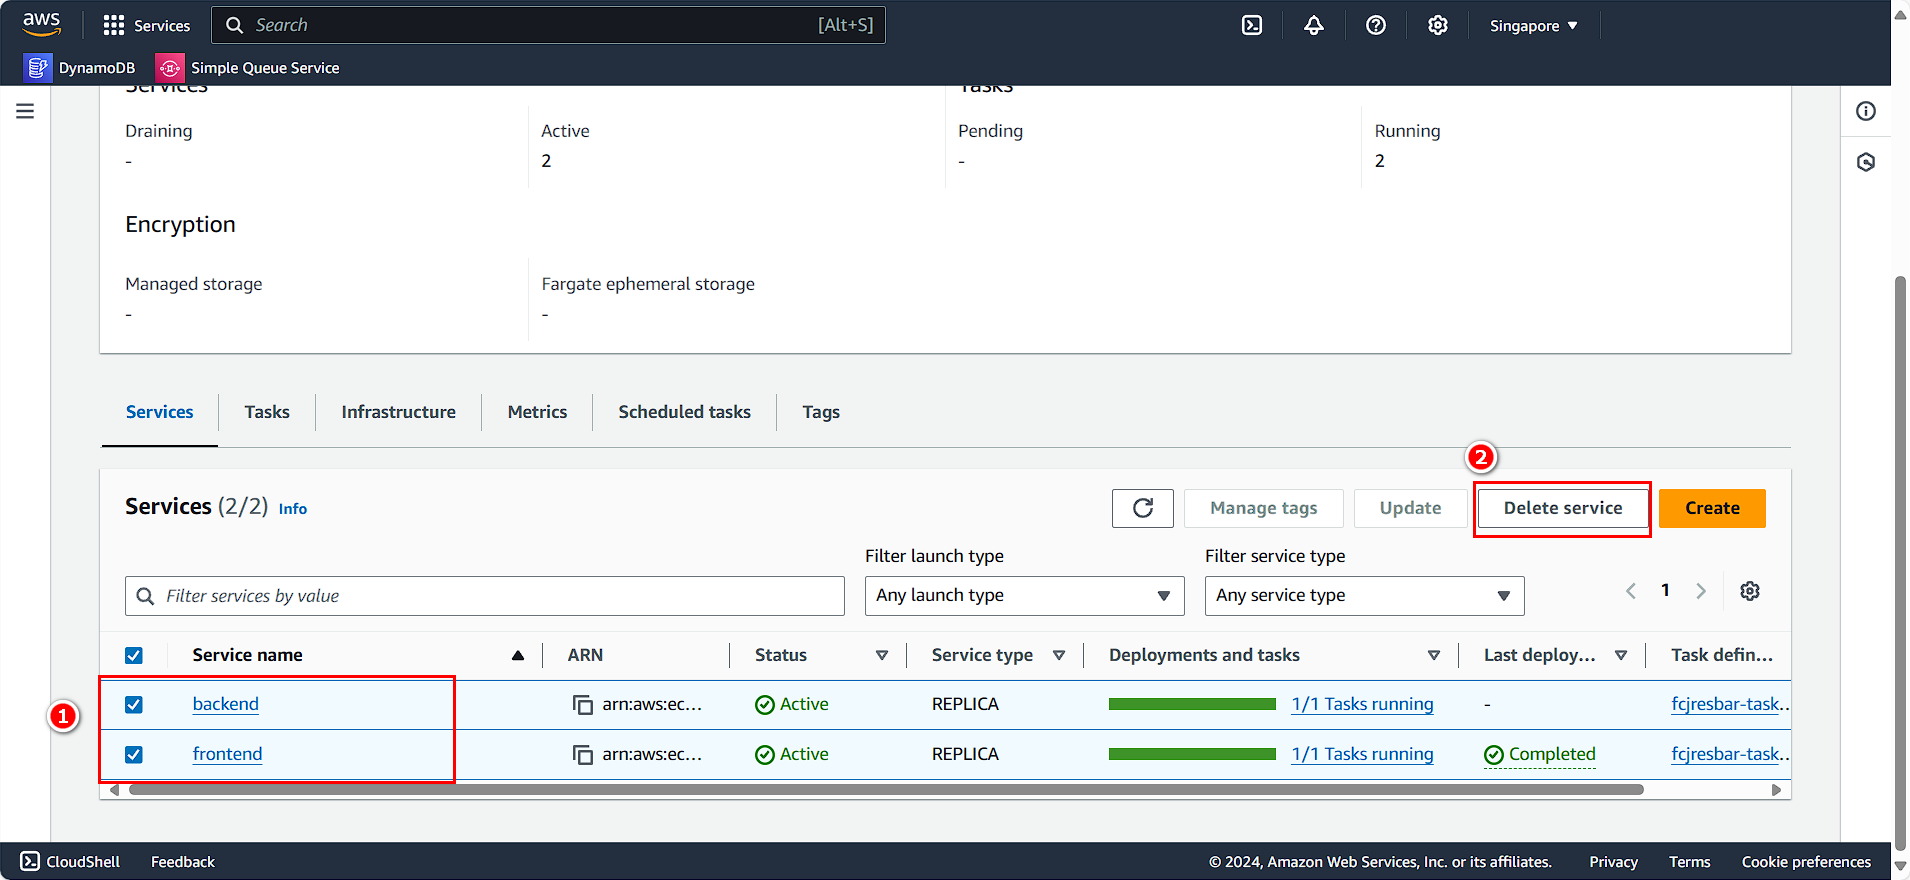 aws Services Search [Alt+S] Singapore
DynamoDB Simple Queue Service
Services Tasks
Draining Active Pending Running
- 2 - 2
Encryption
Managed storage Fargate ephemeral storage
- -
Services Tasks Infrastructure Metrics Scheduled tasks Tags
2
Services (2/2) Info Manage tags Update Delete service Create
Filter launch type Filter service type
Filter services by value Any launch type Any service type 1
Service name ARN Status Service type Deployments and tasks Last deploy... Task defin...
backend arn:aws:ec... Active REPLICA 1/1 Tasks running - fcjresbar-task...
1
frontend arn:aws:ec... Active REPLICA 1/1 Tasks running Completed fcjresbar-task...
CloudShell Feedback © 2024, Amazon Web Services, Inc. or its affiliates. Privacy Terms Cookie preferences